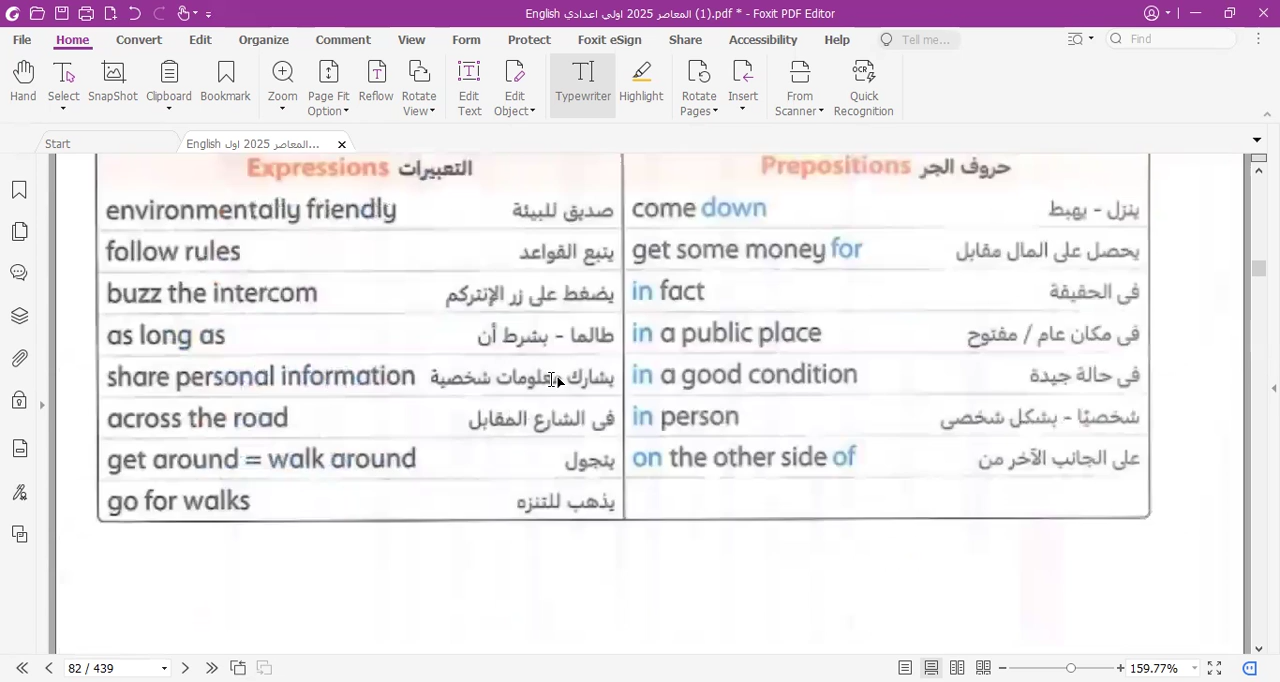 English المعاصر 2025 اولي اعدادي (1).pdf * - Foxit PDF Editor
File Home Convert Edit Organize Comment View Form Protect Foxit eSign Share Accessibility Help Tell me... Find
Hand Select SnapShot Clipboard Bookmark Zoom Page Fit Option Reflow Rotate View Edit Text Edit Object Typewriter Highlight Rotate Pages Insert From Scanner OCR Quick Recognition
Start English المعاصر 2025 اول...
Expressions التعبيرات
Prepositions حروف الجر
environmentally friendly صديق للبيئة
come down ينزل - يهبط
follow rules يتبع القواعد
get some money for يحصل على المال مقابل
buzz the intercom يضغط على زر الإنتركم
in fact فى الحقيقة
as long as طالما - بشرط أن
in a public place فى مكان عام / مفتوح
share personal information يشارك معلومات شخصية
in a good condition فى حالة جيدة
across the road فى الشارع المقابل
in person شخصيًا - بشكل شخصى
get around = walk around يتجول
on the other side of على الجانب الآخر من
go for walks يذهب للتنزه
82 / 439 159.77%